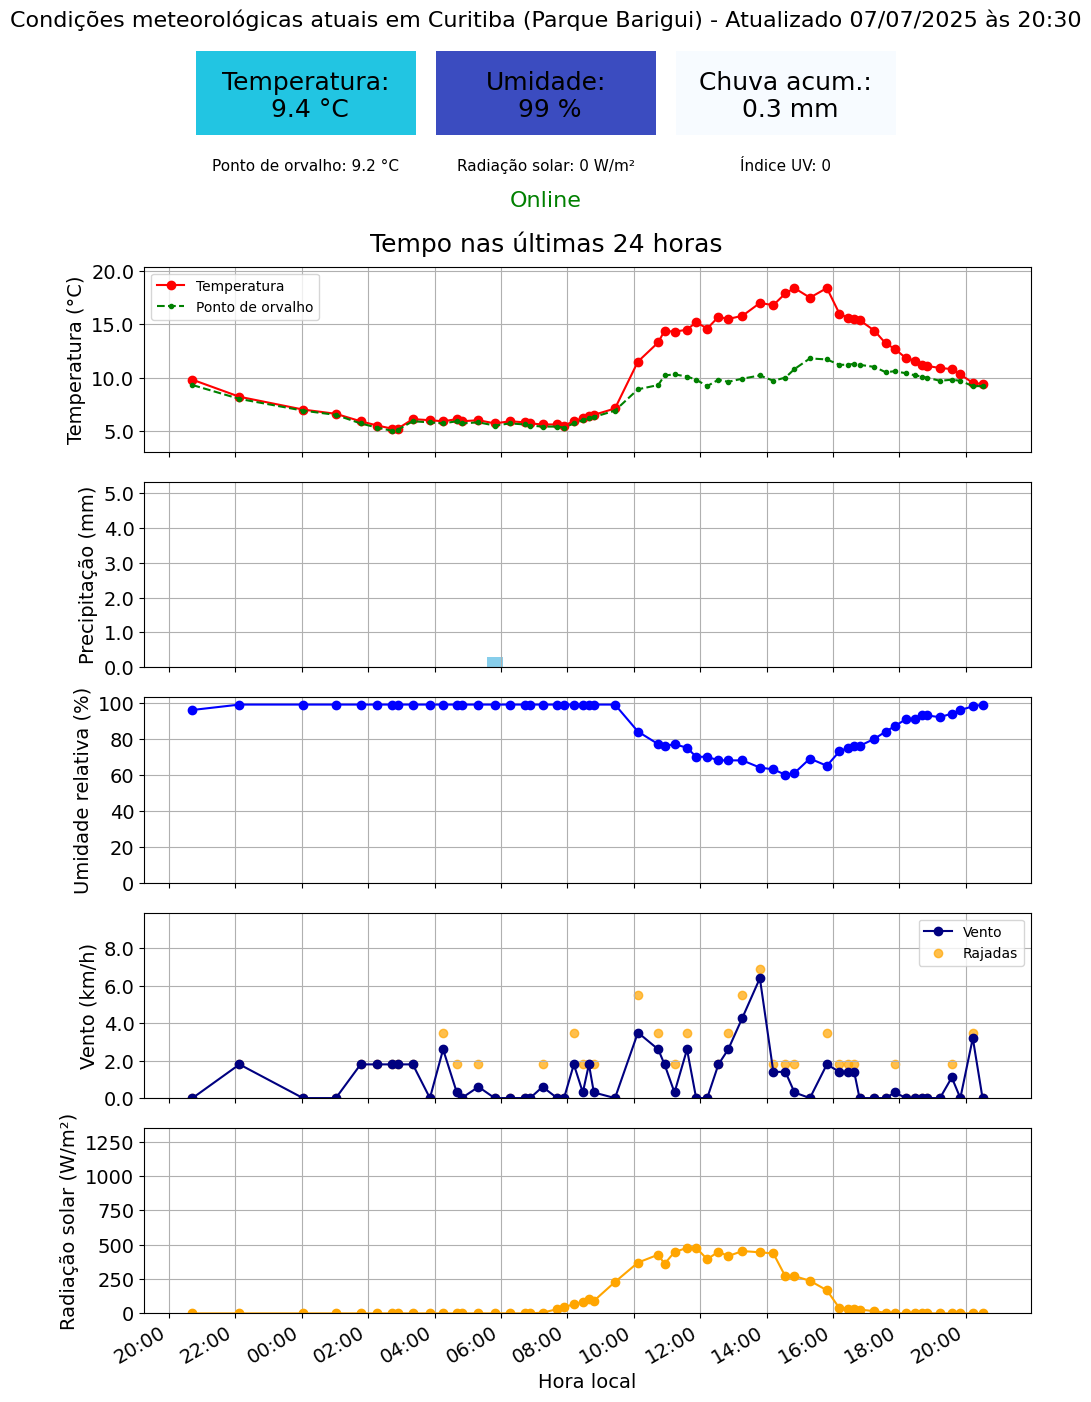 Condições meteorológicas atuais em Curitiba (Parque Barigui) - Atualizado 07/07/2025 às 20:30
Temperatura:
9.4 °C
Umidade:
99 %
Chuva acum.:
0.3 mm
Ponto de orvalho: 9.2 °C
Radiação solar: 0 W/m²
Índice UV: 0
Online
Tempo nas últimas 24 horas
Temperatura (°C)
20.0
15.0
10.0
5.0
Temperatura
Ponto de orvalho
Precipitação (mm)
5.0
4.0
3.0
2.0
1.0
0.0
Umidade relativa (%)
100
80
60
40
20
0
Vento (km/h)
8.0
6.0
4.0
2.0
0.0
Vento
Rajadas
Radiação solar (W/m²)
1250
1000
750
500
250
0
20:00
22:00
00:00
02:00
04:00
06:00
08:00
10:00
12:00
14:00
16:00
18:00
20:00
Hora local